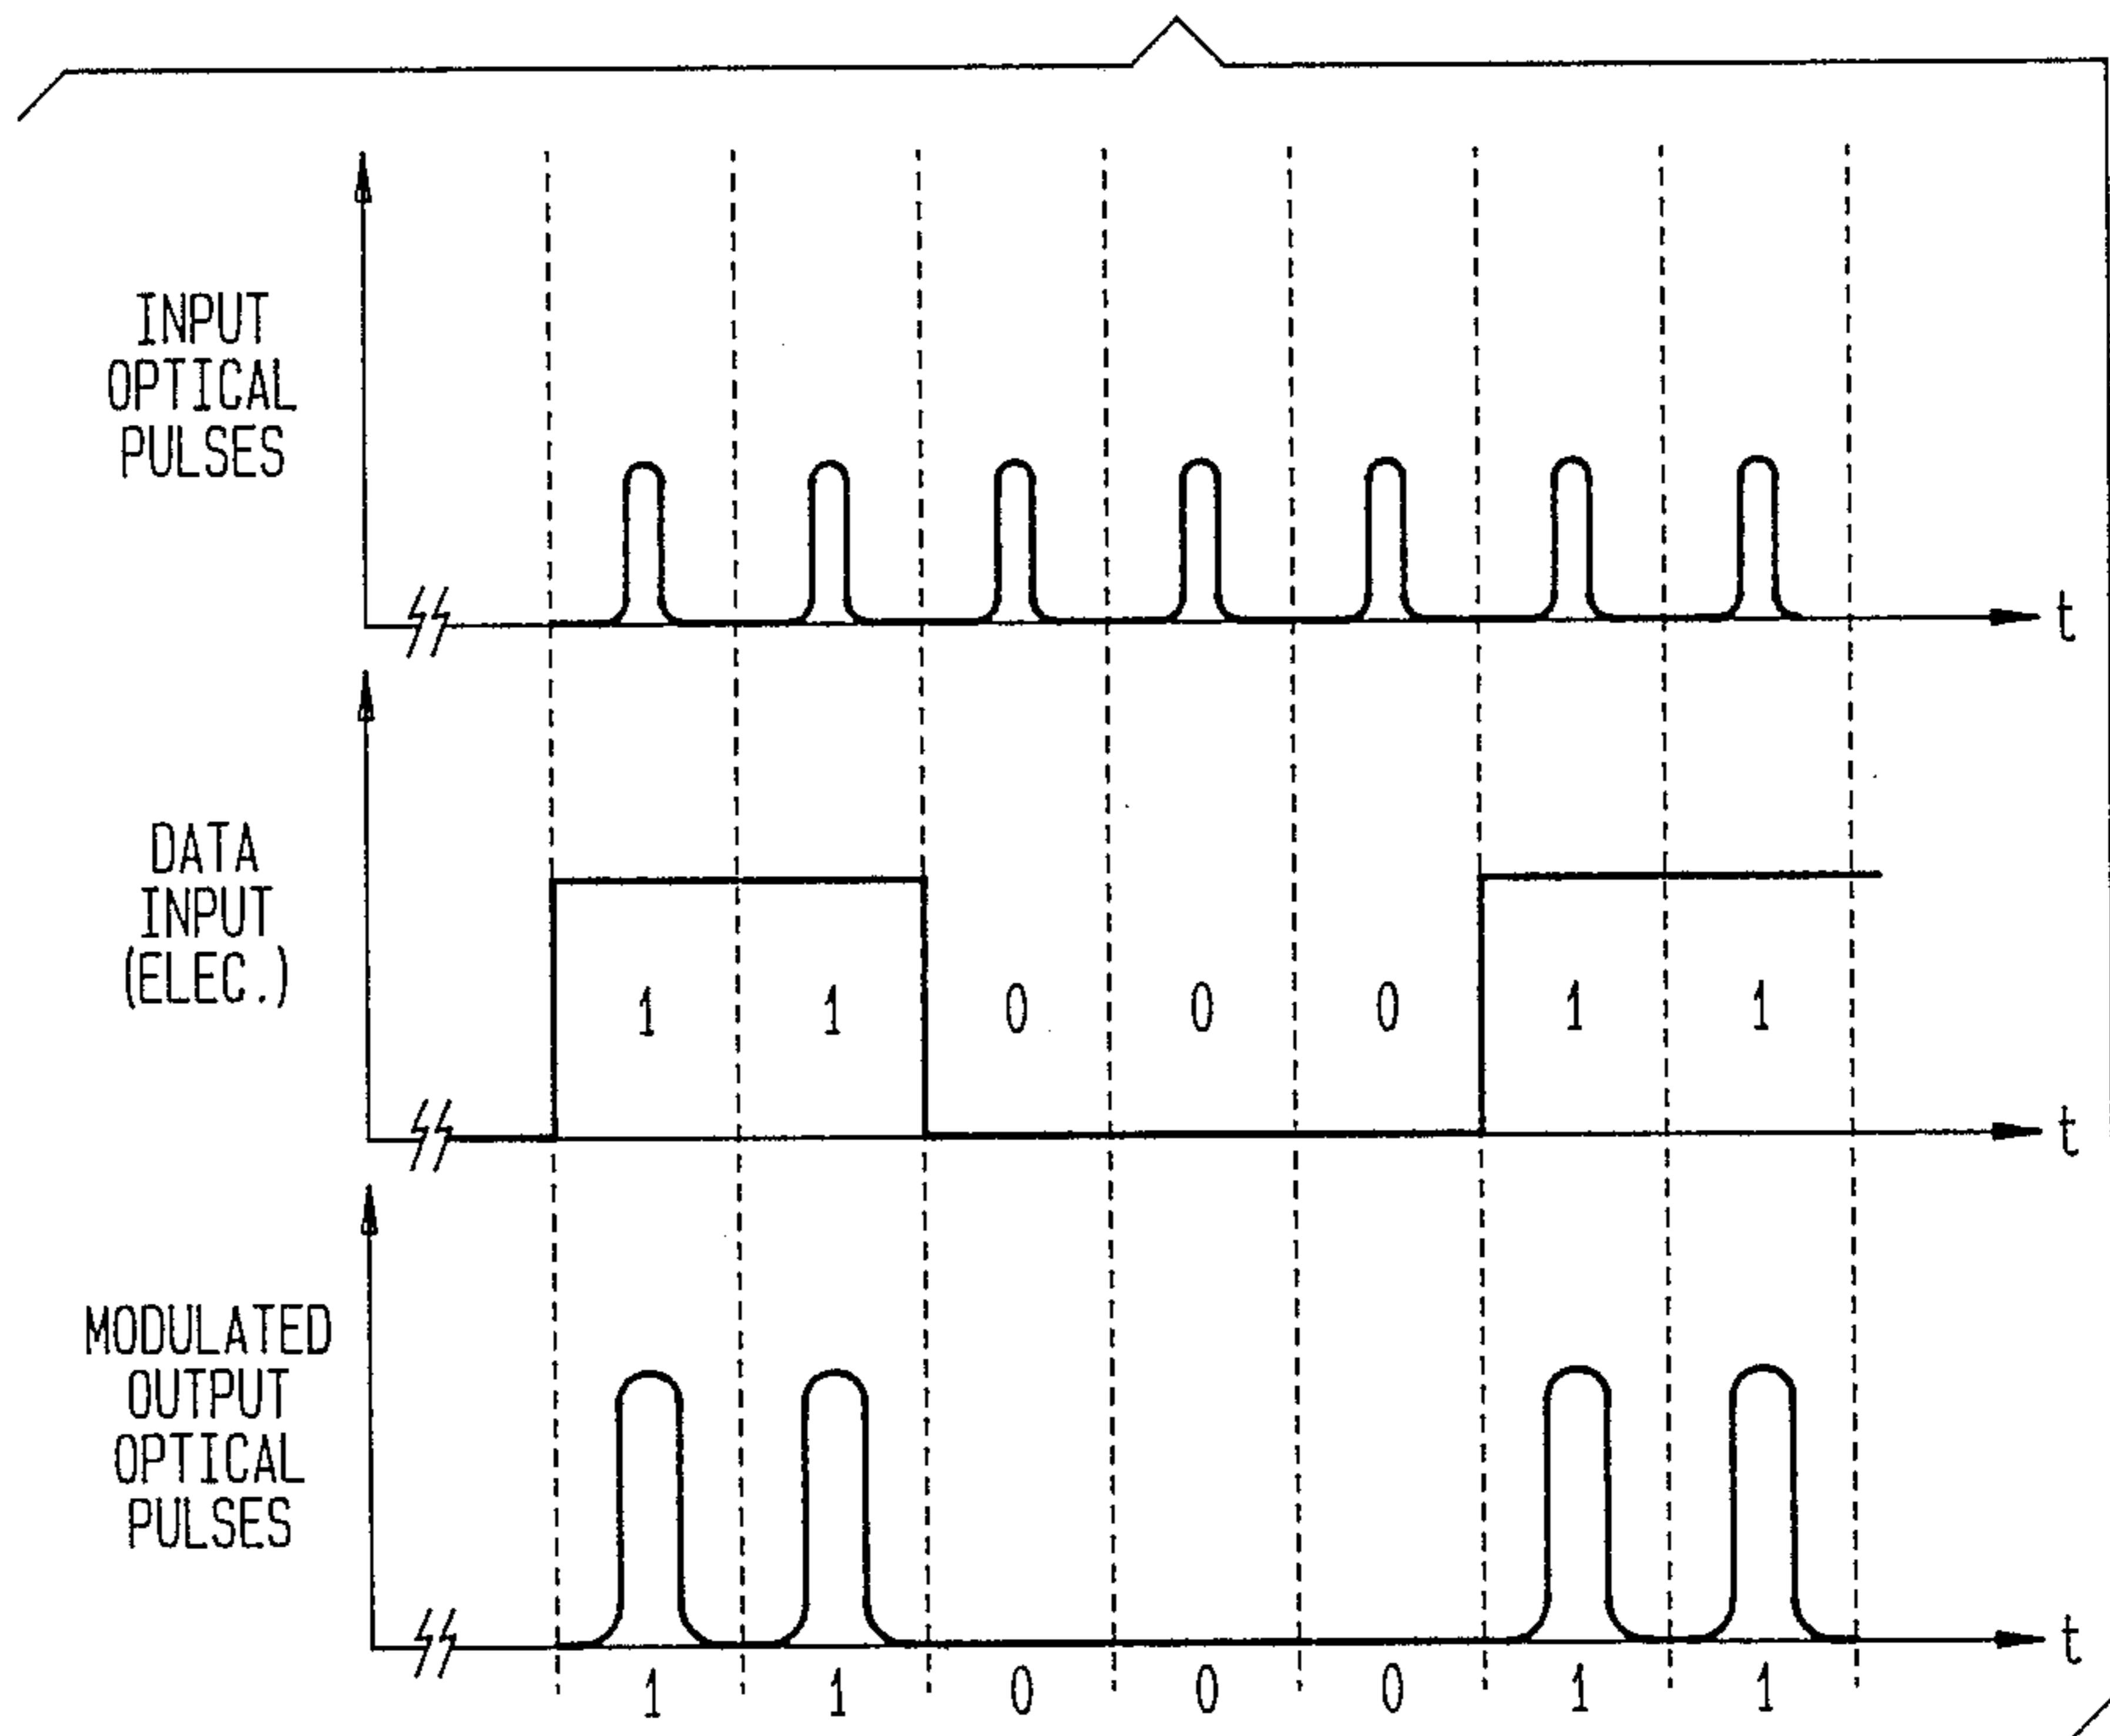 INPUT
OPTICAL
PULSES
t
DATA
INPUT
(ELEC.)
1 1 0 0 0 1 1
t
MODULATED
OUTPUT
OPTICAL
PULSES
t
1 1 0 0 0 1 1